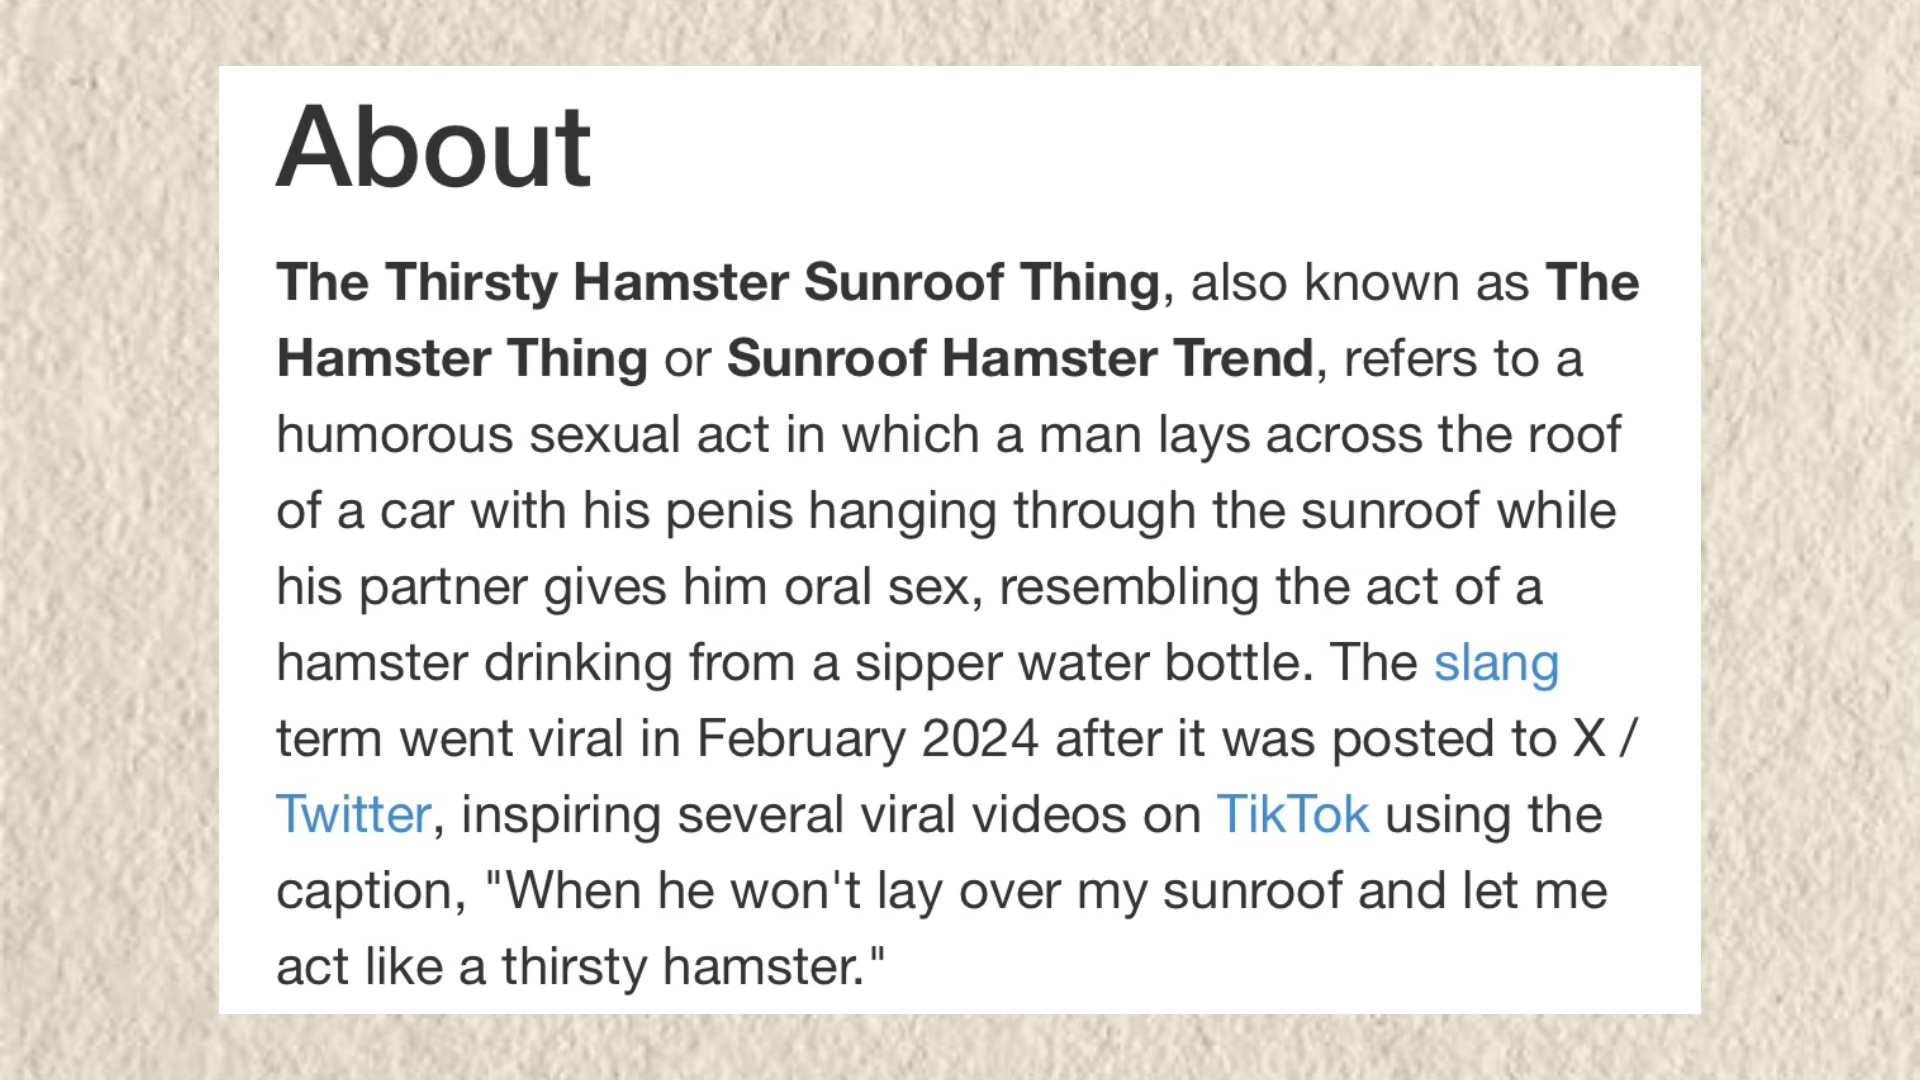 About
The Thirsty Hamster Sunroof Thing, also known as The
Hamster Thing or Sunroof Hamster Trend, refers to a
humorous sexual act in which a man lays across the roof
of a car with his penis hanging through the sunroof while
his partner gives him oral sex, resembling the act of a
hamster drinking from a sipper water bottle. The slang
term went viral in February 2024 after it was posted to X /
Twitter, inspiring several viral videos on TikTok using the
caption, "When he won't lay over my sunroof and let me
act like a thirsty hamster."